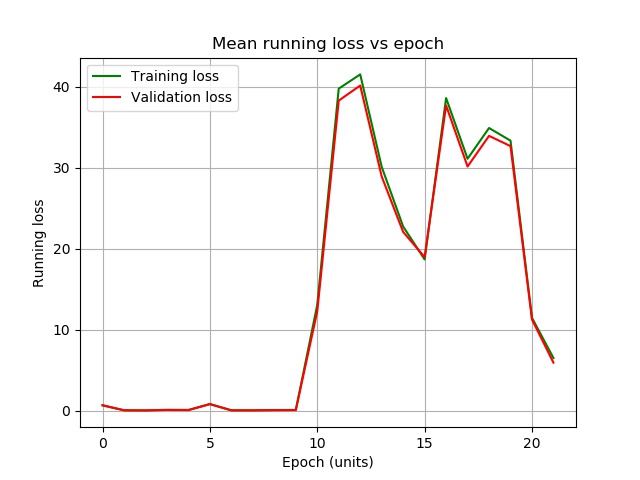 Mean running loss vs epoch
Training loss
Validation loss
Running loss
40
30
20
10
0
0 5 10 15 20
Epoch (units)